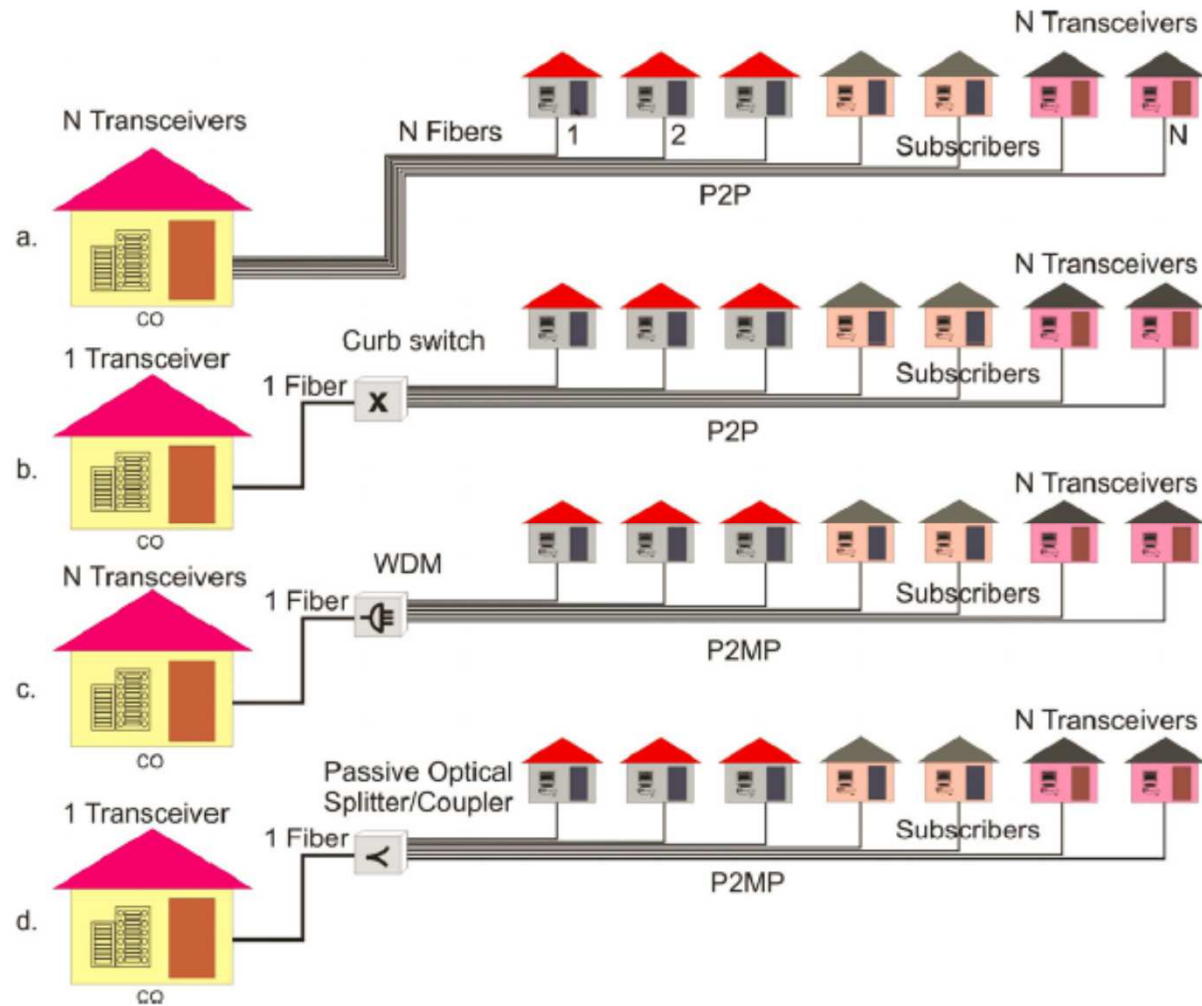 N Transceivers
N Transceivers
N Fibers
1
2
Subscribers
N
P2P
a.
CO
N Transceivers
1 Transceiver
Curb switch
1 Fiber
X
Subscribers
P2P
b.
CO
N Transceivers
N Transceivers
WDM
1 Fiber
Subscribers
P2MP
c.
CO
N Transceivers
1 Transceiver
Passive Optical
Splitter/Coupler
1 Fiber
Subscribers
P2MP
d.
CO